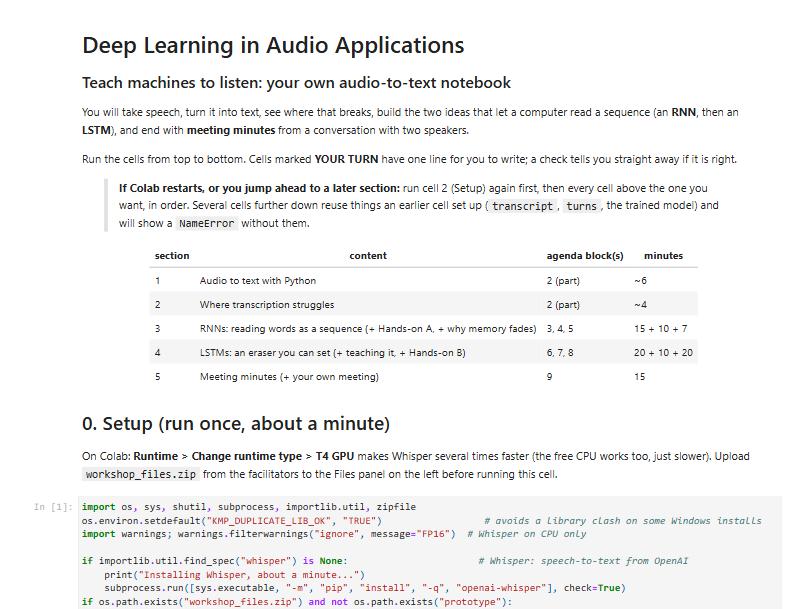 Deep Learning in Audio Applications
Teach machines to listen: your own audio-to-text notebook
You will take speech, turn it into text, see where that breaks, build the two ideas that let a computer read a sequence (an RNN, then an
LSTM), and end with meeting minutes from a conversation with two speakers.
Run the cells from top to bottom. Cells marked YOUR TURN have one line for you to write; a check tells you straight away if it is right.
If Colab restarts, or you jump ahead to a later section: run cell 2 (Setup) again first, then every cell above the one you
want, in order. Several cells further down reuse things an earlier cell set up ( transcript , turns , the trained model) and
will show a NameError without them.
section content agenda block(s) minutes
1 Audio to text with Python 2 (part) ~6
2 Where transcription struggles 2 (part) ~4
3 RNNs: reading words as a sequence (+ Hands-on A, + why memory fades) 3, 4, 5 15 + 10 + 7
4 LSTMs: an eraser you can set (+ teaching it, + Hands-on B) 6, 7, 8 20 + 10 + 20
5 Meeting minutes (+ your own meeting) 9 15
0. Setup (run once, about a minute)
On Colab: Runtime > Change runtime type > T4 GPU makes Whisper several times faster (the free CPU works too, just slower). Upload
workshop_files.zip from the facilitators to the Files panel on the left before running this cell.
In [1]: import os, sys, shutil, subprocess, importlib.util, zipfile
os.environ.setdefault("KMP_DUPLICATE_LIB_OK", "TRUE") # avoids a library clash on some Windows installs
import warnings; warnings.filterwarnings("ignore", message="FP16") # Whisper on CPU only
if importlib.util.find_spec("whisper") is None: # Whisper: speech-to-text from OpenAI
print("Installing Whisper, about a minute...")
subprocess.run([sys.executable, "-m", "pip", "install", "-q", "openai-whisper"], check=True)
if os.path.exists("workshop_files.zip") and not os.path.exists("prototype"):